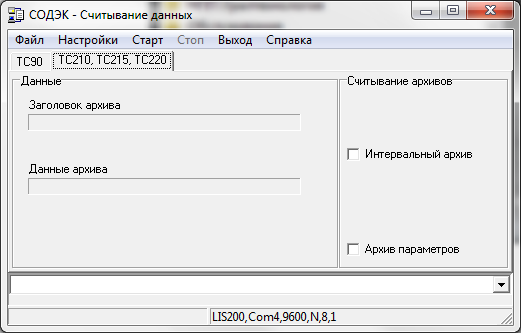 СОДЭК - Считывание данных
Файл Настройки Старт Стоп Выход Справка
TC90 TC210, TC215, TC220
Данные
Заголовок архива
Данные архива
Считывание архивов
Интервальный архив
Архив параметров
LIS200,Com4,9600,N,8,1